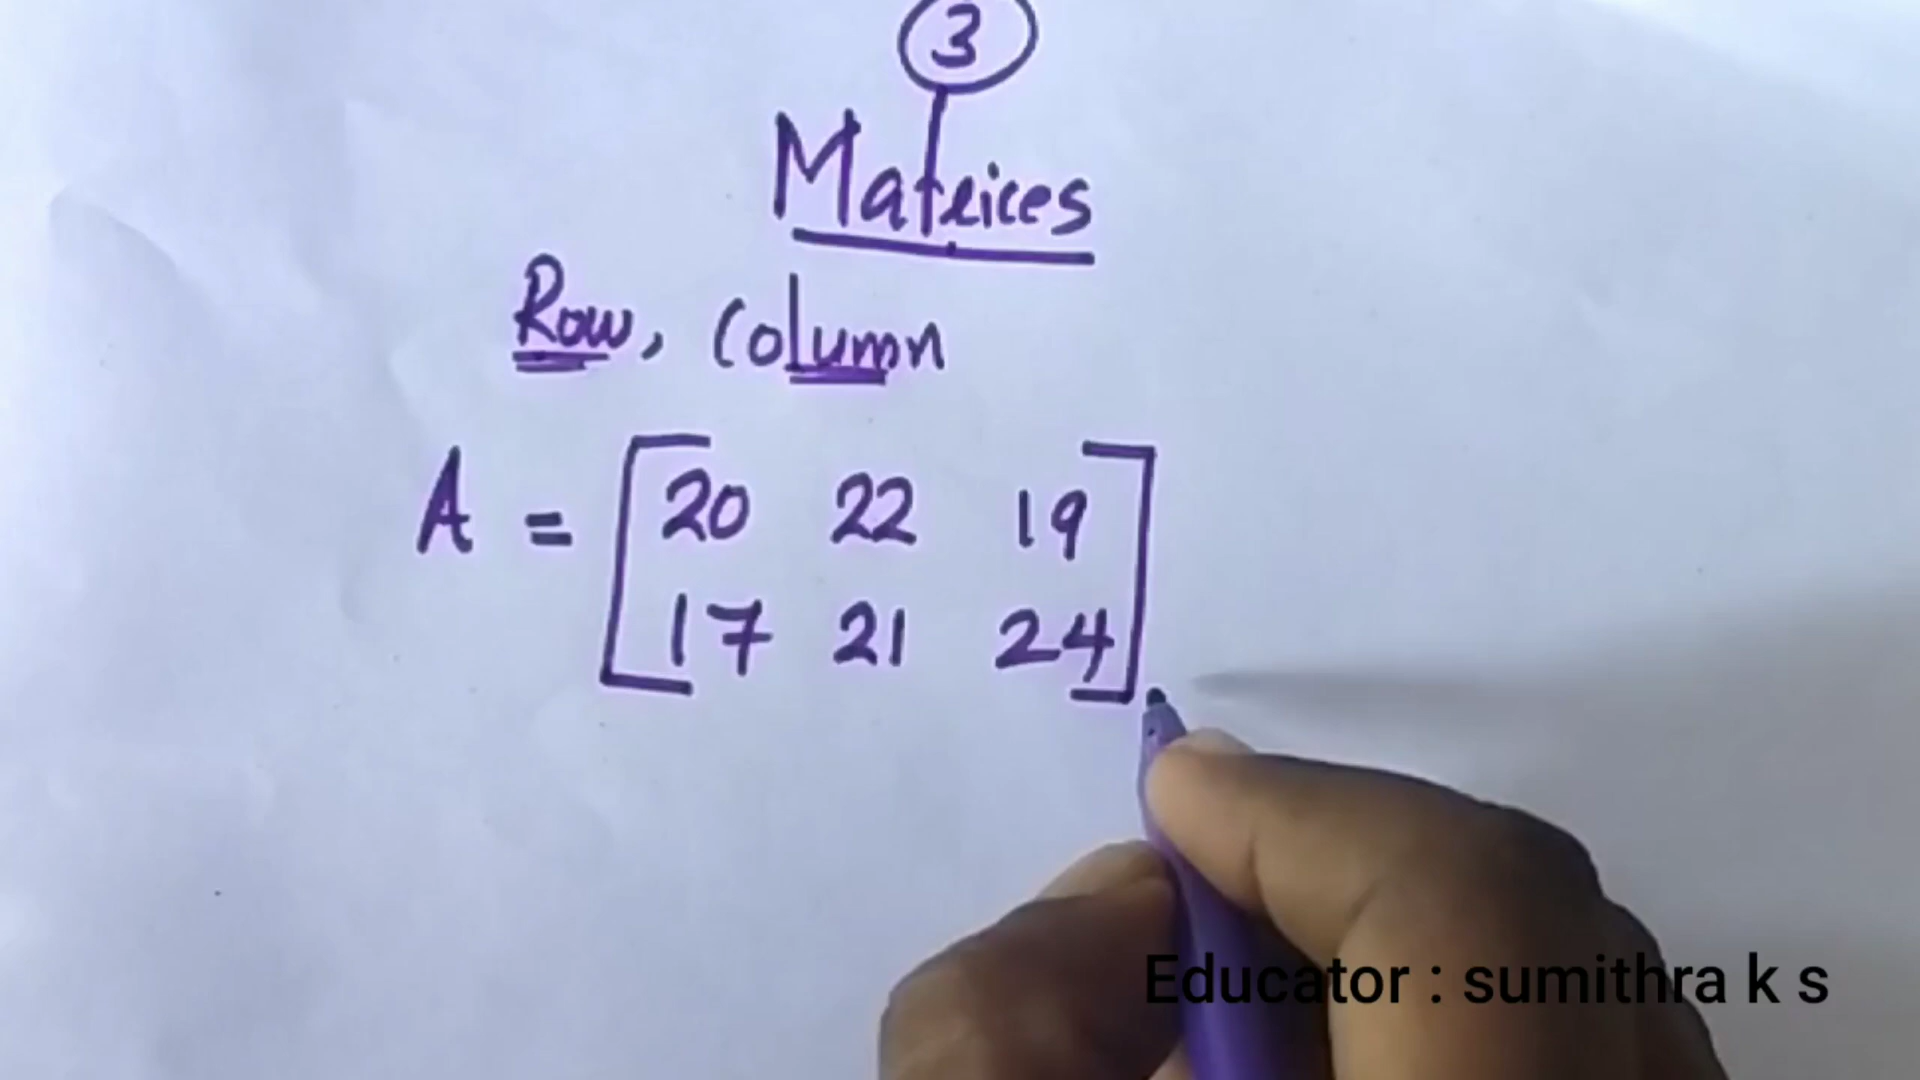 3
Matrices
Row, Column
A = [20 22 19
17 21 24]
Educator : sumithra k s